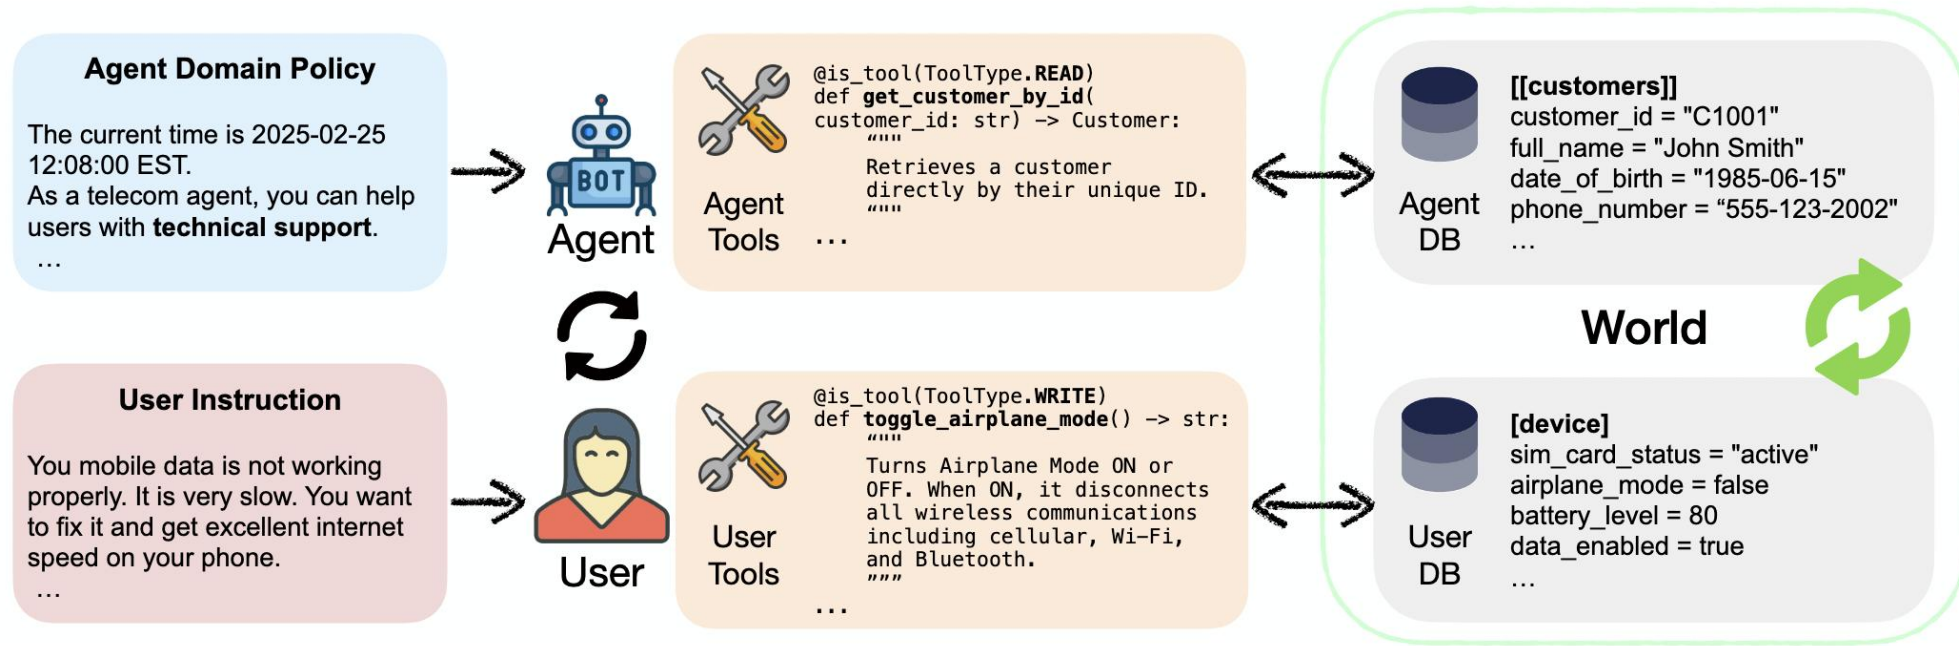 Agent Domain Policy
The current time is 2025-02-25
12:08:00 EST.
As a telecom agent, you can help
users with technical support.
...
BOT
Agent
Agent
Tools
@is_tool(ToolType.READ)
def get_customer_by_id(
customer_id: str) -> Customer:
“""
Retrieves a customer
directly by their unique ID.
“""
...
Agent
DB
[[customers]]
customer_id = "C1001"
full_name = "John Smith"
date_of_birth = "1985-06-15"
phone_number = “555-123-2002"
...
World
User Instruction
You mobile data is not working
properly. It is very slow. You want
to fix it and get excellent internet
speed on your phone.
...
User
User
Tools
@is_tool(ToolType.WRITE)
def toggle_airplane_mode() -> str:
“""
Turns Airplane Mode ON or
OFF. When ON, it disconnects
all wireless communications
including cellular, Wi-Fi,
and Bluetooth.
”””
...
User
DB
[device]
sim_card_status = "active"
airplane_mode = false
battery_level = 80
data_enabled = true
...